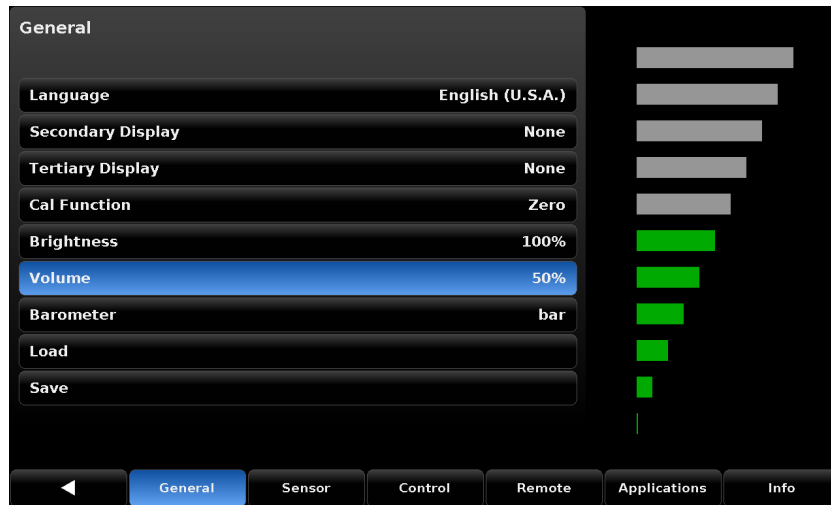 General
Language English (U.S.A.)
Secondary Display None
Tertiary Display None
Cal Function Zero
Brightness 100%
Volume 50%
Barometer bar
Load
Save
General Sensor Control Remote Applications Info